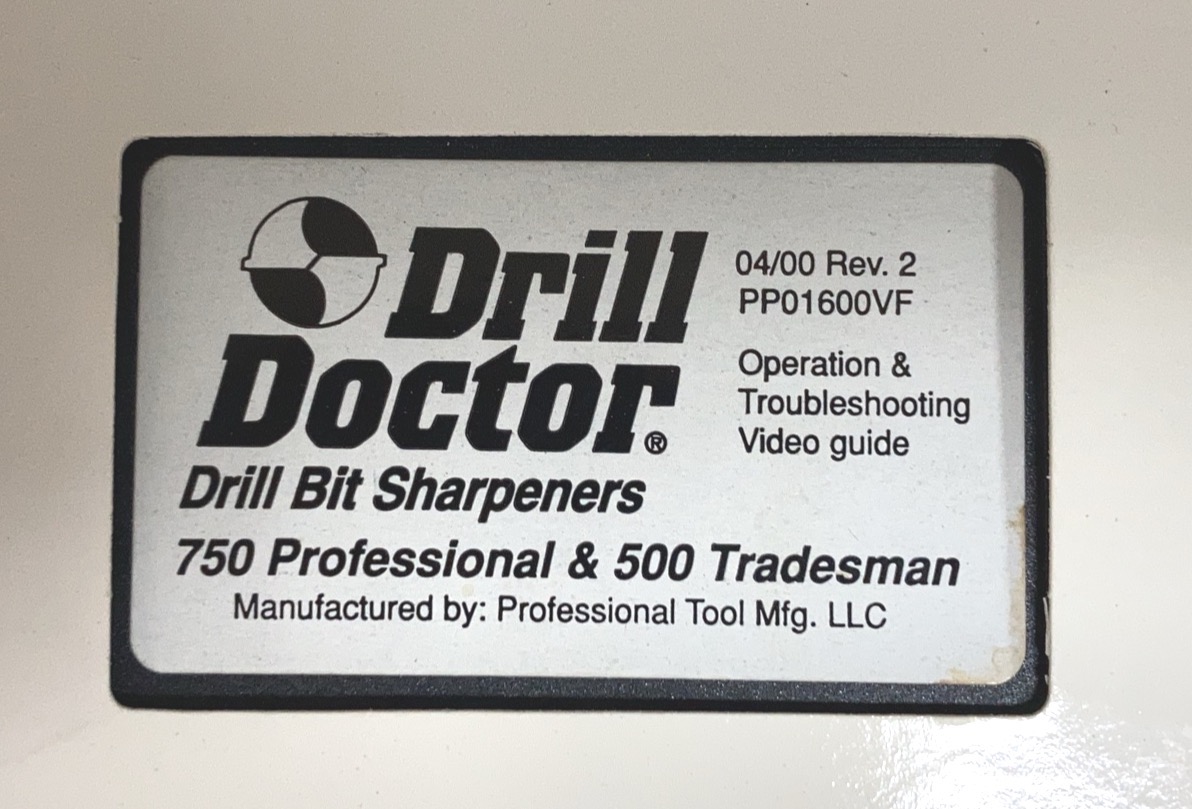 Drill
Doctor®
Drill Bit Sharpeners
04/00 Rev. 2
PP01600VF
Operation &
Troubleshooting
Video guide
750 Professional & 500 Tradesman
Manufactured by: Professional Tool Mfg. LLC